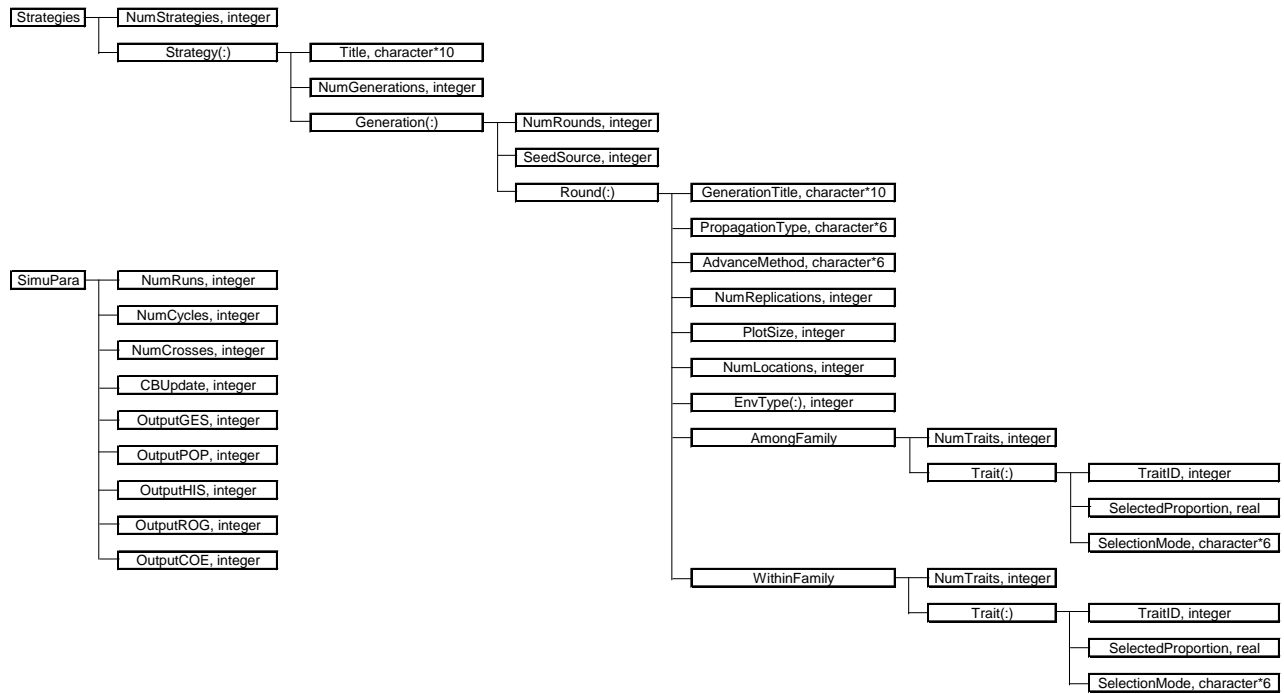 Strategies
NumStrategies, integer
Strategy(:)
Title, character*10
NumGenerations, integer
Generation(:)
NumRounds, integer
SeedSource, integer
Round(:)
GenerationTitle, character*10
PropagationType, character*6
AdvanceMethod, character*6
NumReplications, integer
PlotSize, integer
NumLocations, integer
EnvType(:), integer
AmongFamily
NumTraits, integer
Trait(:)
TraitID, integer
SelectedProportion, real
SelectionMode, character*6
WithinFamily
NumTraits, integer
Trait(:)
TraitID, integer
SelectedProportion, real
SelectionMode, character*6
SimuPara
NumRuns, integer
NumCycles, integer
NumCrosses, integer
CBUpdate, integer
OutputGES, integer
OutputPOP, integer
OutputHIS, integer
OutputROG, integer
OutputCOE, integer